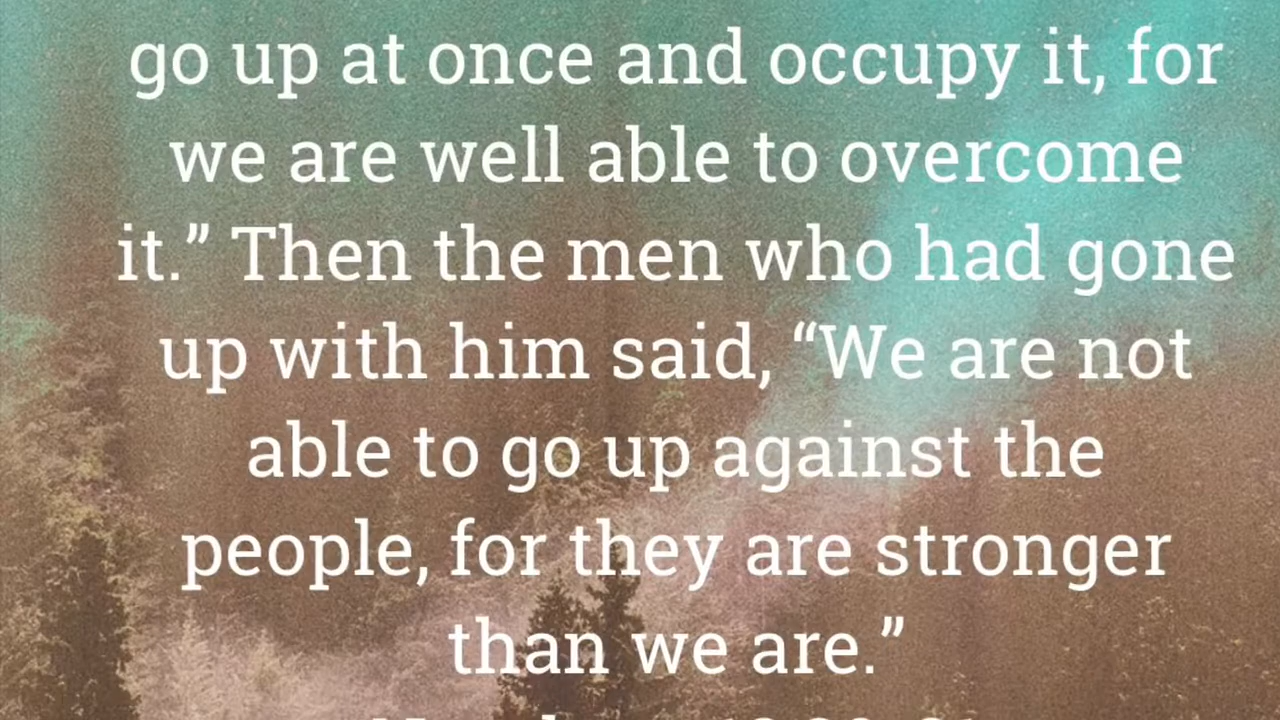 go up at once and occupy it, for
we are well able to overcome
it.” Then the men who had gone
up with him said, “We are not
able to go up against the
people, for they are stronger
than we are.”